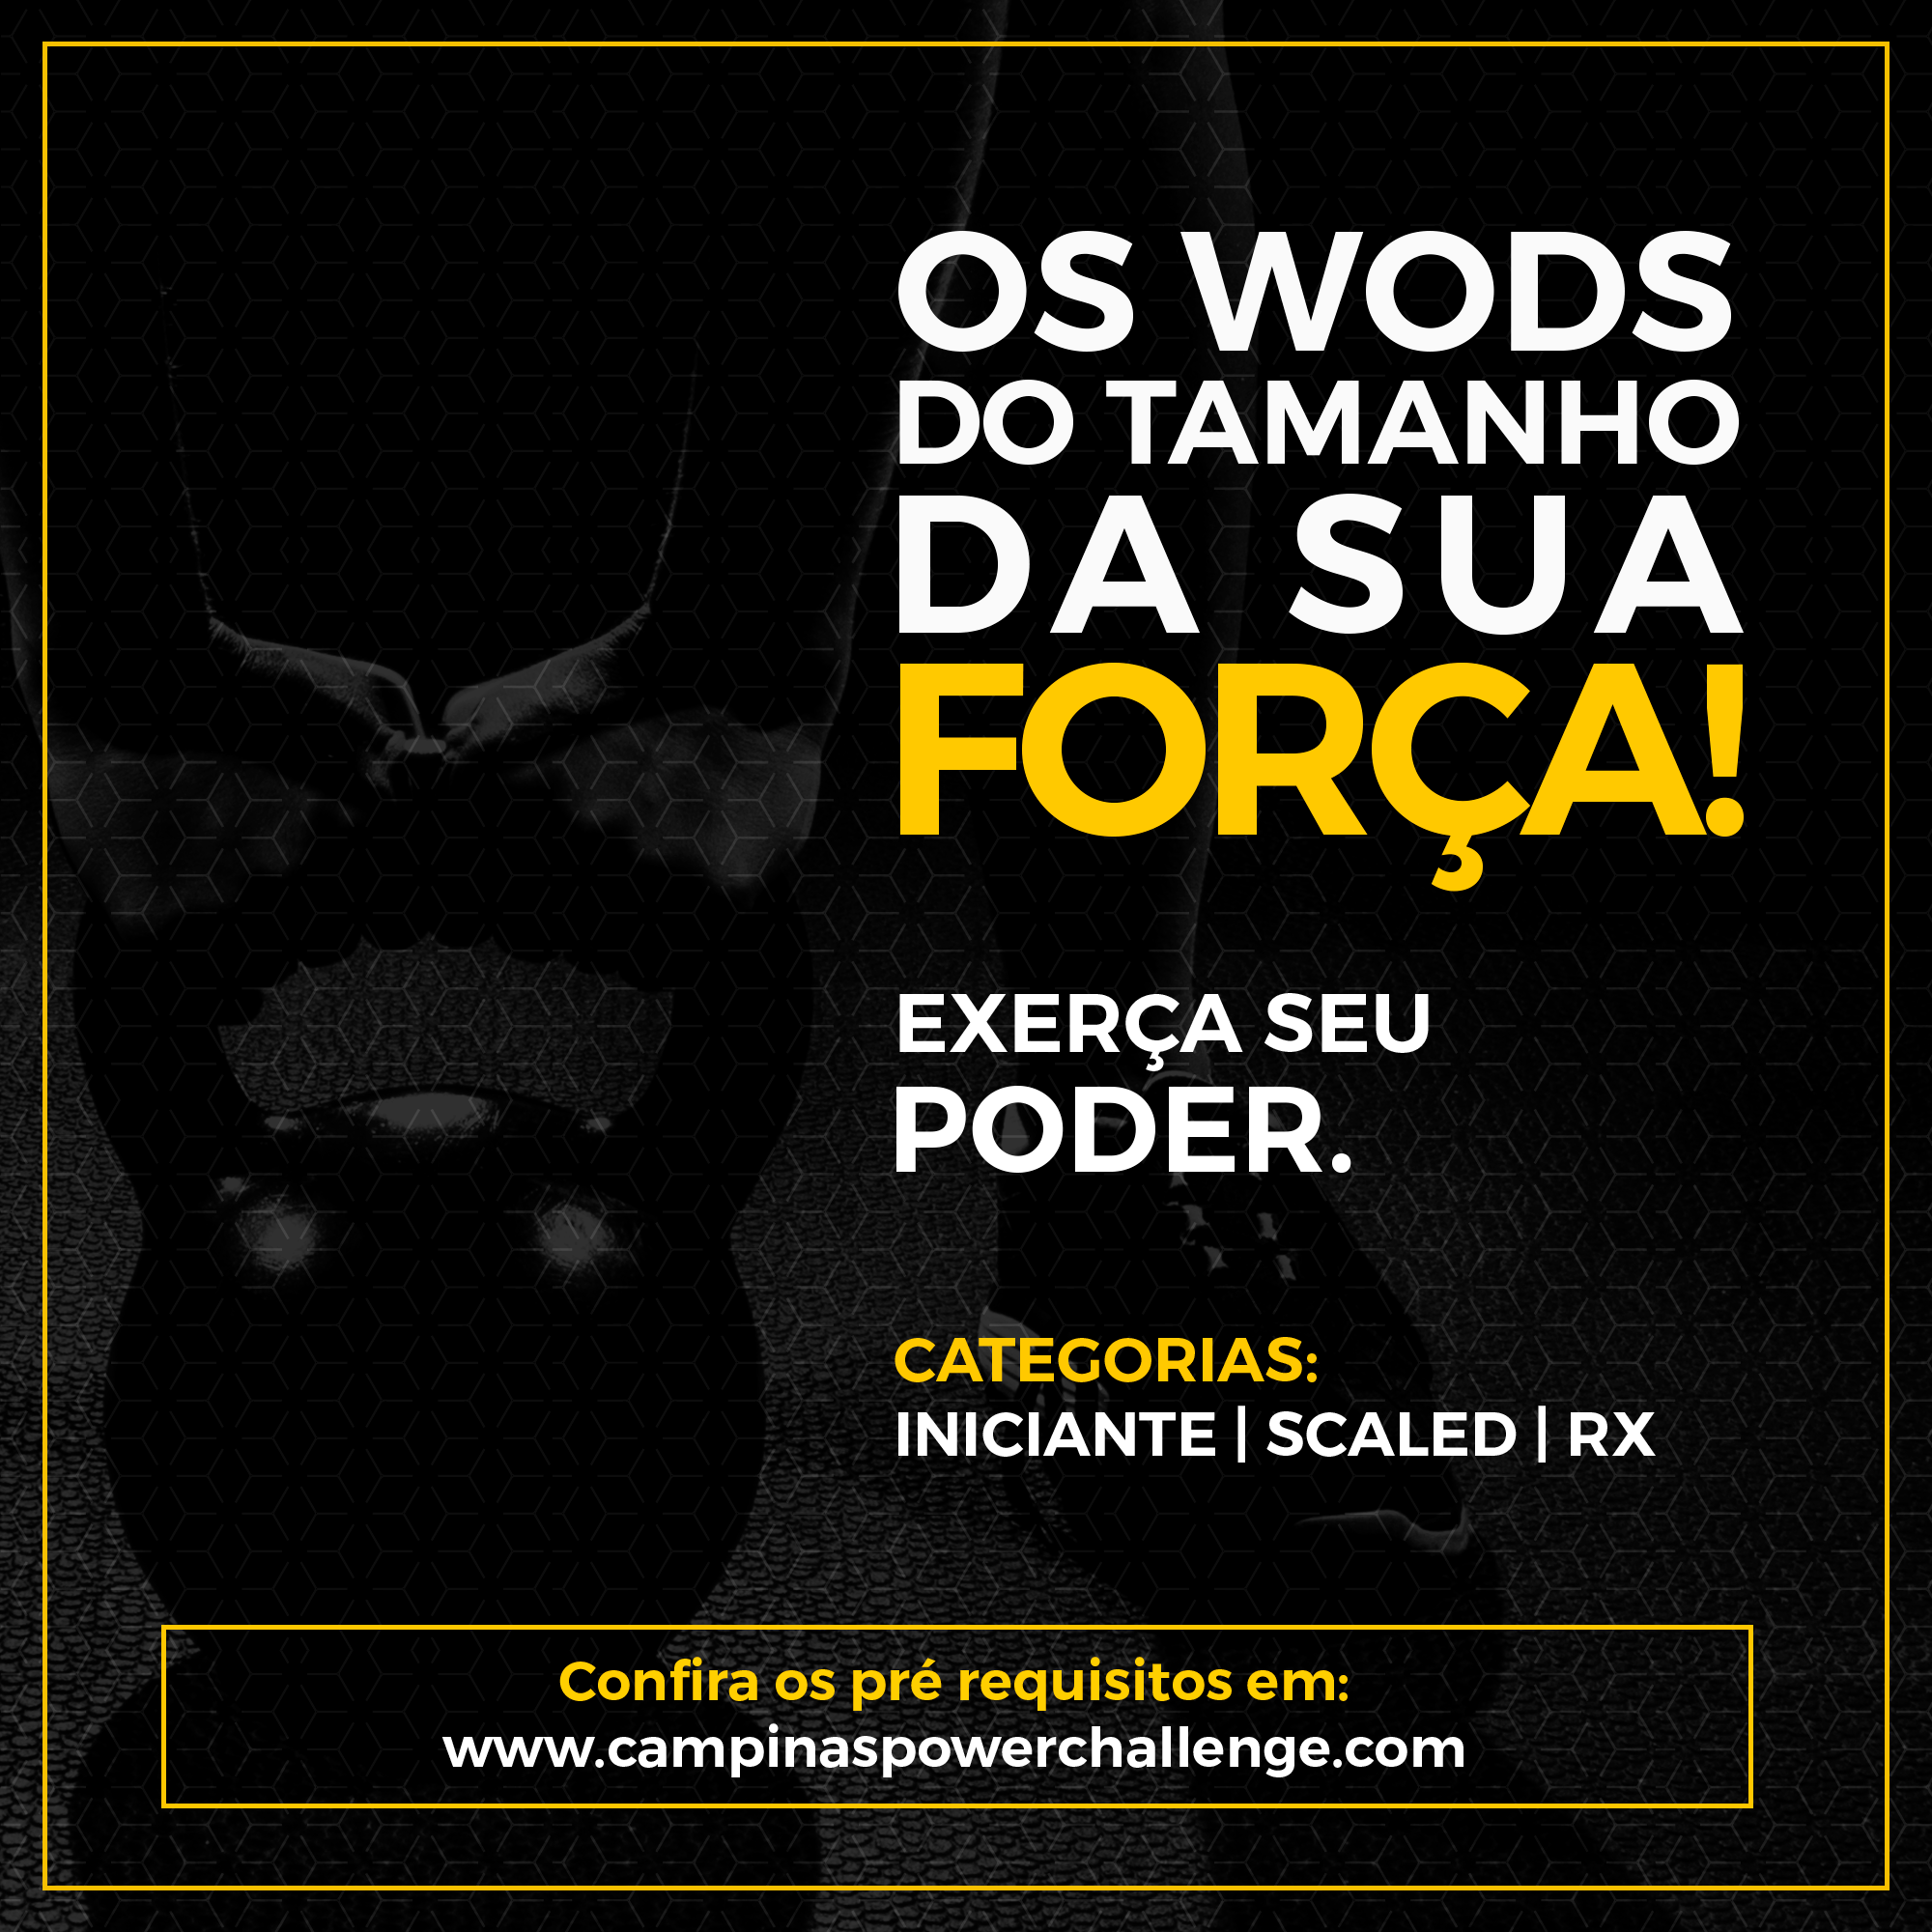 OS WODS
DO TAMANHO
DA SUA
FORÇA!
EXERÇA SEU
PODER.
CATEGORIAS:
INICIANTE | SCALED | RX
Confira os pré requisitos em:
www.campinaspowerchallenge.com